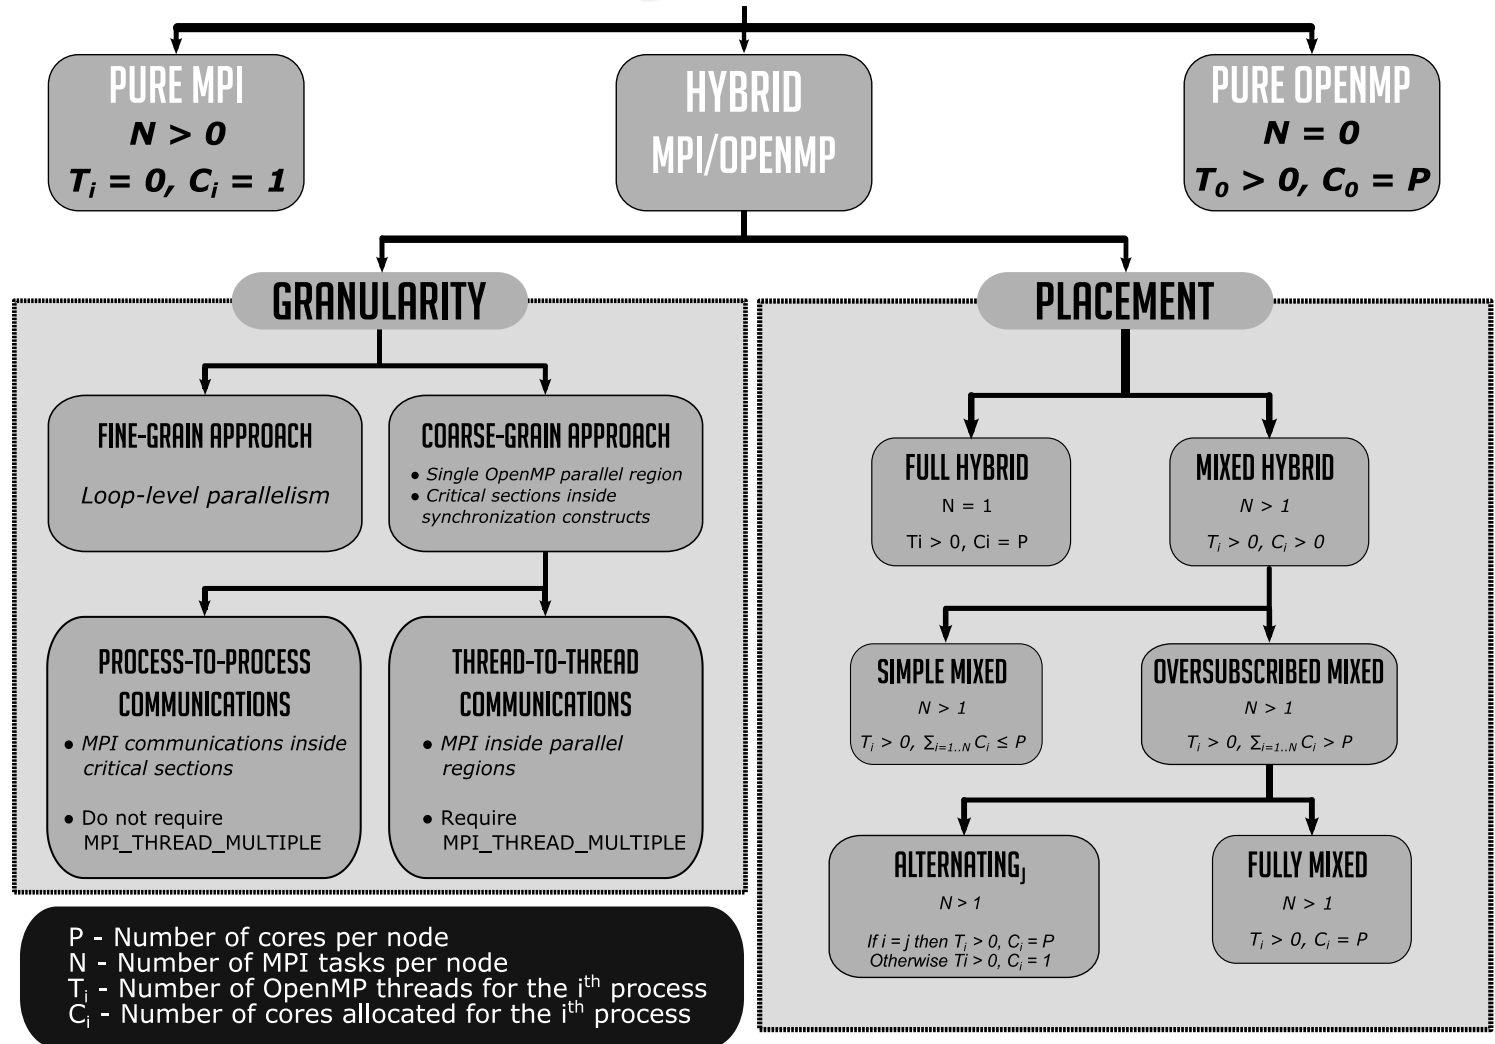 PURE MPI
N > 0
Tᵢ = 0, Cᵢ = 1
HYBRID
MPI/OPENMP
PURE OPENMP
N = 0
T₀ > 0, C₀ = P
GRANULARITY
FINE-GRAIN APPROACH
Loop-level parallelism
COARSE-GRAIN APPROACH
● Single OpenMP parallel region
● Critical sections inside
synchronization constructs
PROCESS-TO-PROCESS
COMMUNICATIONS
● MPI communications inside
critical sections
● Do not require
MPI_THREAD_MULTIPLE
THREAD-TO-THREAD
COMMUNICATIONS
● MPI inside parallel
regions
● Require
MPI_THREAD_MULTIPLE
PLACEMENT
FULL HYBRID
N = 1
Ti > 0, Ci = P
MIXED HYBRID
N > 1
Tᵢ > 0, Cᵢ > 0
SIMPLE MIXED
N > 1
Tᵢ > 0, Σᵢ₌₁..N Cᵢ ≤ P
OVERSUBSCRIBED MIXED
N > 1
Tᵢ > 0, Σᵢ₌₁..N Cᵢ > P
ALTERNATINGⱼ
N > 1
If i = j then Tᵢ > 0, Cᵢ = P
Otherwise Ti > 0, Cᵢ = 1
FULLY MIXED
N > 1
Tᵢ > 0, Cᵢ = P
P - Number of cores per node
N - Number of MPI tasks per node
Tᵢ - Number of OpenMP threads for the iᵗʰ process
Cᵢ - Number of cores allocated for the iᵗʰ process